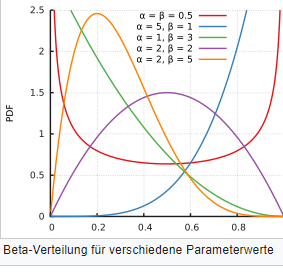 2.5
α = β = 0.5
α = 5, β = 1
α = 1, β = 3
α = 2, β = 2
α = 2, β = 5
2
1.5
PDF
1
0.5
0
0 0.2 0.4 0.6 0.8
Beta-Verteilung für verschiedene Parameterwerte